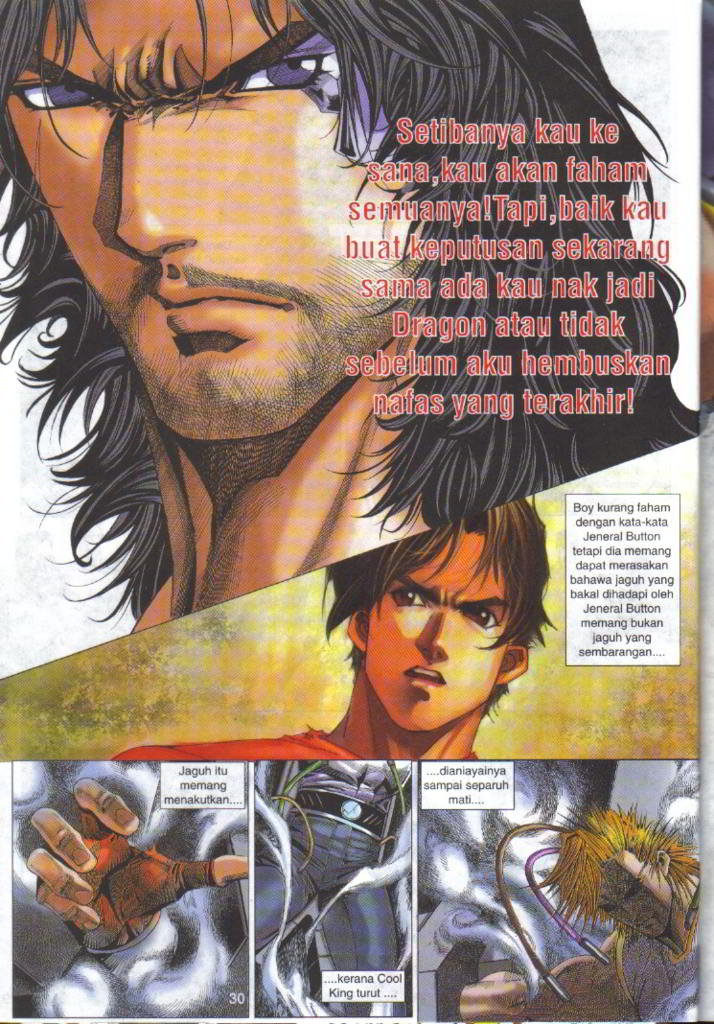 Setibanya kau ke
sana,kau akan faham
semuanya!Tapi,baik kau
buat keputusan sekarang
sama ada kau nak jadi
Dragon atau tidak
sebelum aku hembuskan
nafas yang terakhir!
Boy kurang faham
dengan kata-kata
Jeneral Button
tetapi dia memang
dapat merasakan
bahawa jaguh yang
bakal dihadapi oleh
Jeneral Button
memang bukan
jaguh yang
sembarangan....
Jaguh itu
memang
menakutkan....
....kerana Cool
King turut ....
....dianiayainya
sampai separuh
mati....
30